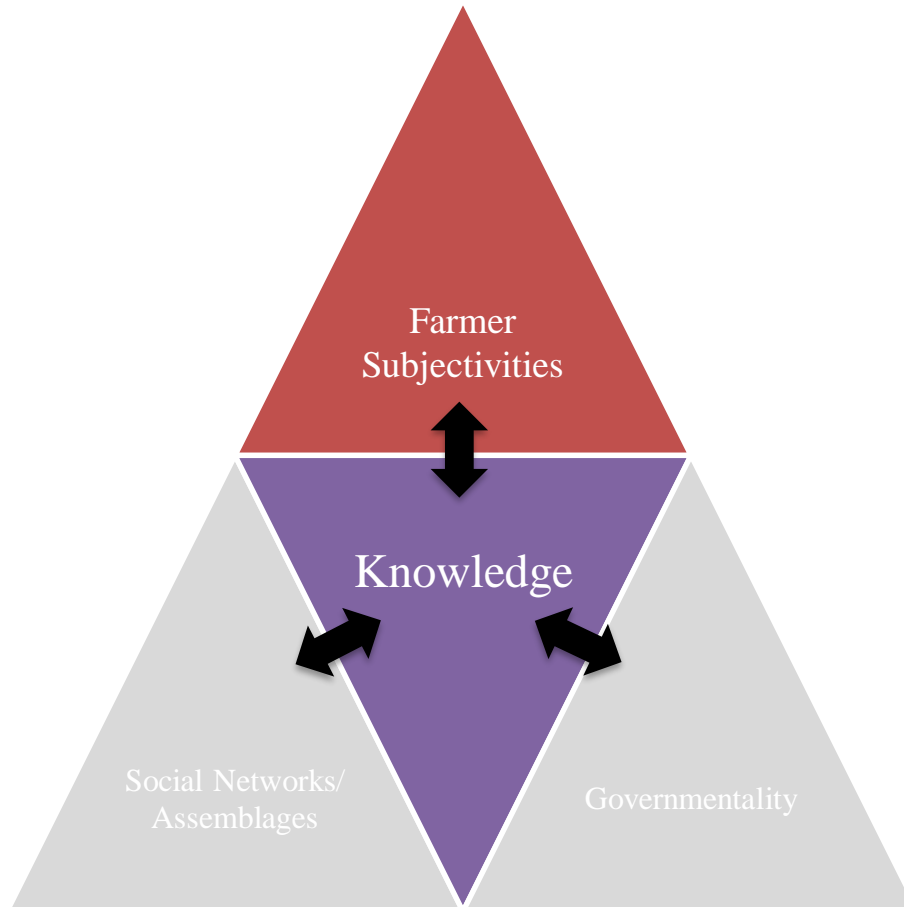 Farmer
Subjectivities
Knowledge
Social Networks/
Assemblages
Governmentality